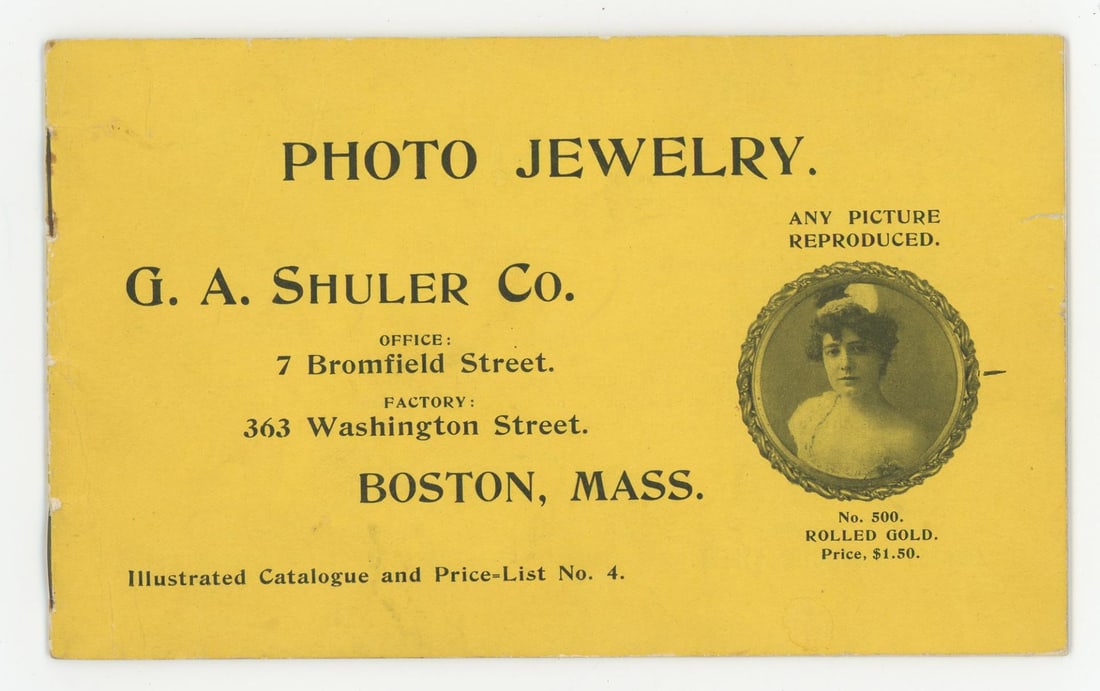 PHOTO JEWELRY.
ANY PICTURE
REPRODUCED.
G. A. SHULER CO.
OFFICE:
7 Bromfield Street.
FACTORY:
363 Washington Street.
BOSTON, MASS.
No. 500.
ROLLED GOLD.
Price, $1.50.
Illustrated Catalogue and Price-List No. 4.